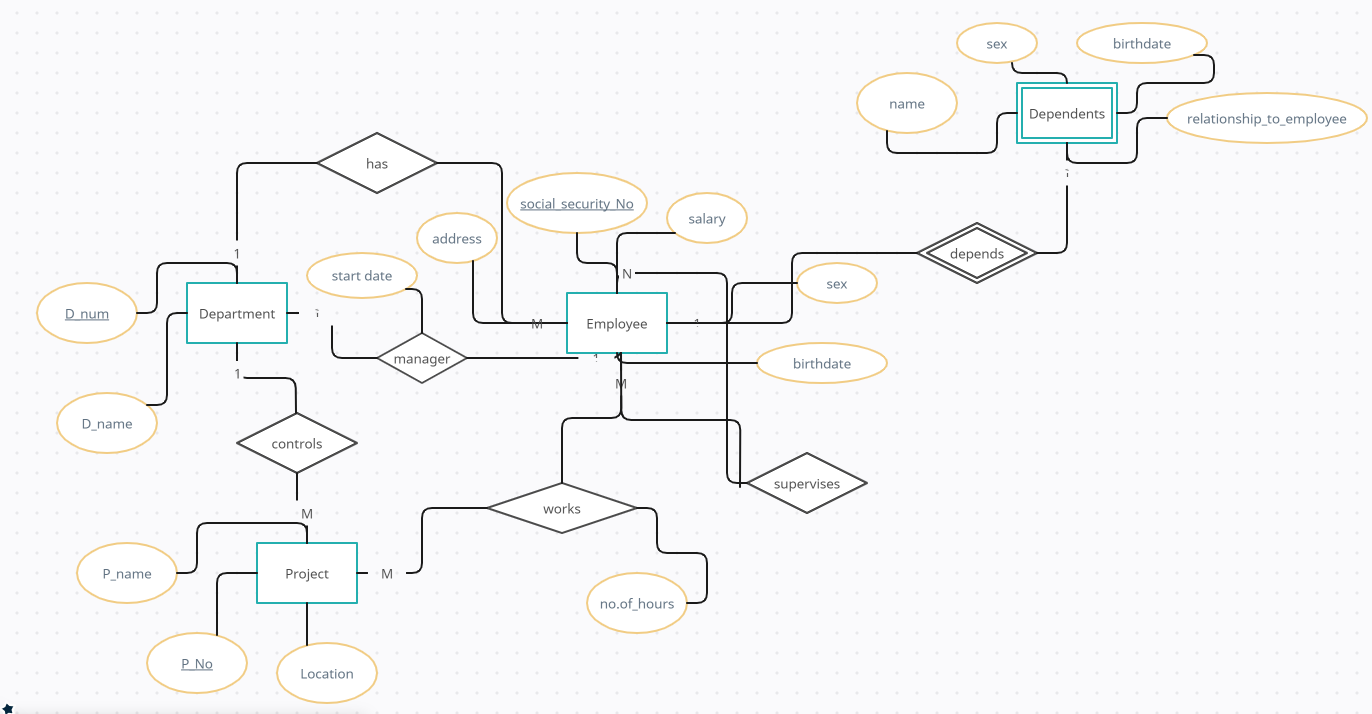 sex
birthdate
name
Dependents
relationship_to_employee
has
social_security_No
salary
address
depends
1
start date
N
sex
D_num
Department
M
Employee
1
manager
1
birthdate
1
M
D_name
controls
supervises
works
M
P_name
Project
M
no.of_hours
P_No
Location